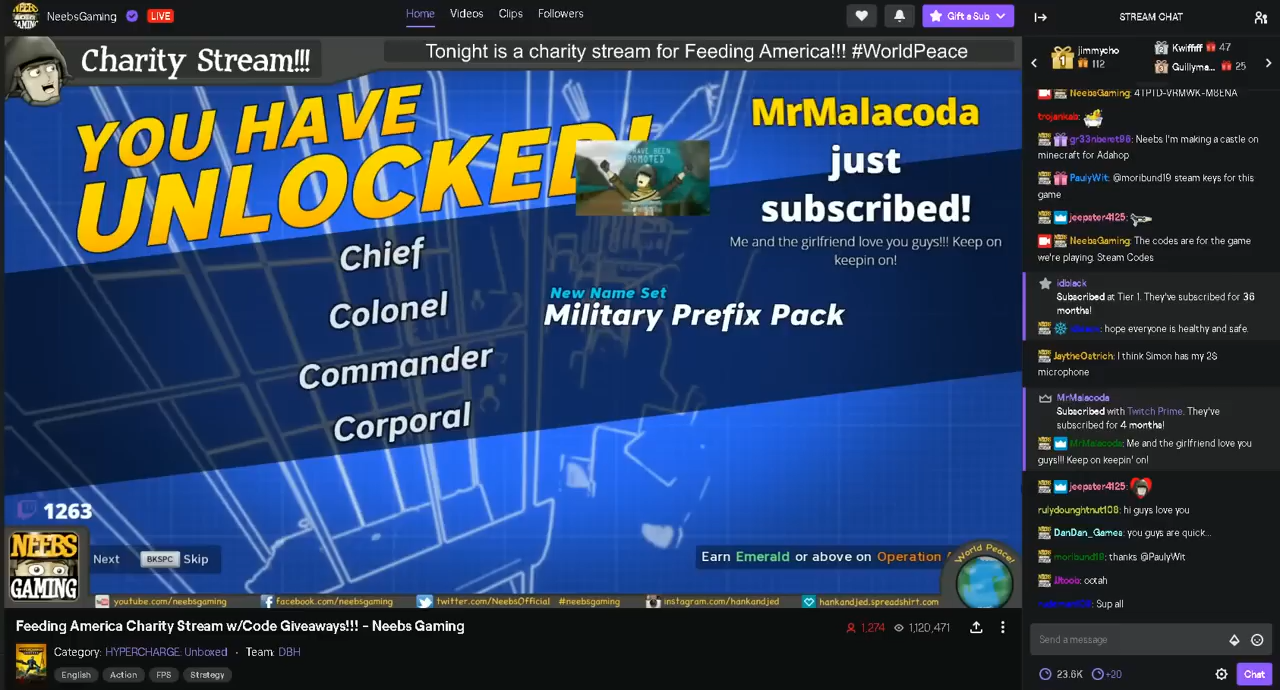 NeebsGaming LIVE
Home Videos Clips Followers
Gift a Sub
STREAM CHAT
Charity Stream!!!
Tonight is a charity stream for Feeding America!!! #WorldPeace
YOU HAVE
UNLOCKED!
Chief
Colonel
Commander
Corporal
New Name Set
Military Prefix Pack
MrMalacoda
just
subscribed!
Me and the girlfriend love you guys!!! Keep on
keepin on!
1263
NEEBS
GAMING
Next BKSPC Skip
Earn Emerald or above on Operation
World Peace!
youtube.com/neebsgaming facebook.com/neebsgaming twitter.com/NeebsOfficial #neebsgaming instagram.com/hankandjed hankandjed.spreadshirt.com
Feeding America Charity Stream w/Code Giveaways!!! - Neebs Gaming
1,274 1,120,471
Category: HYPERCHARGE: Unboxed · Team: DBH
English Action FPS Strategy
1 jimmycho
112
Kwiffiff 47
Guillyma... 25
NeebsGaming: 41PTD-VRMWK-M8ENA
trojankab:
gr33nberet96: Neebs I'm making a castle on
minecraft for Adahop
PaulyWit: @moribund19 steam keys for this
game
jeepster4125:
NeebsGaming: The codes are for the game
we're playing. Steam Codes
idblack
Subscribed at Tier 1. They've subscribed for 36
months!
idblack: hope everyone is healthy and safe.
JaytheOstrich: I think Simon has my 2$
microphone
MrMalacoda
Subscribed with Twitch Prime. They've
subscribed for 4 months!
MrMalacoda: Me and the girlfriend love you
guys!!! Keep on keepin' on!
jeepster4125:
rulydounghtnut108: hi guys love you
DanDan_Games: you guys are quick...
moribund19: thanks @PaulyWit
: ootah
: Sup all
Send a message
23.6K +20
Chat